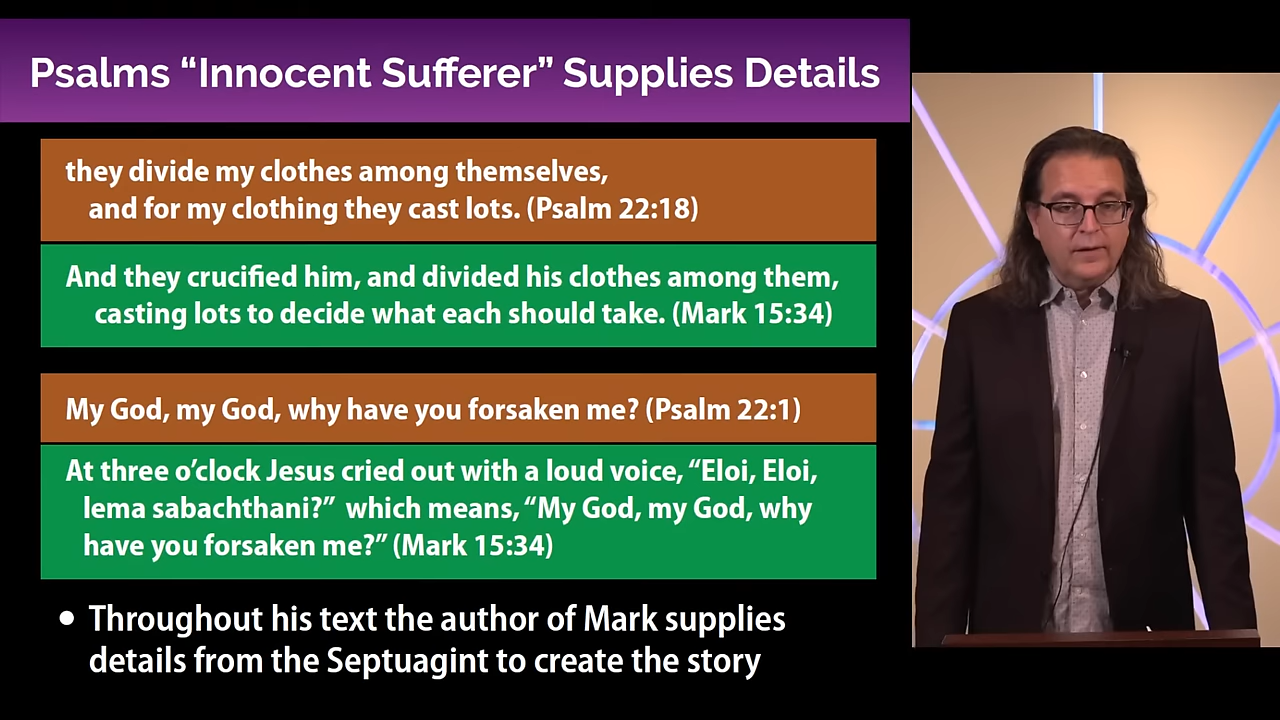 Psalms “Innocent Sufferer” Supplies Details
they divide my clothes among themselves,
and for my clothing they cast lots. (Psalm 22:18)
And they crucified him, and divided his clothes among them,
casting lots to decide what each should take. (Mark 15:34)
My God, my God, why have you forsaken me? (Psalm 22:1)
At three o’clock Jesus cried out with a loud voice, “Eloi, Eloi,
lema sabachthani?” which means, “My God, my God, why
have you forsaken me?” (Mark 15:34)
• Throughout his text the author of Mark supplies
details from the Septuagint to create the story